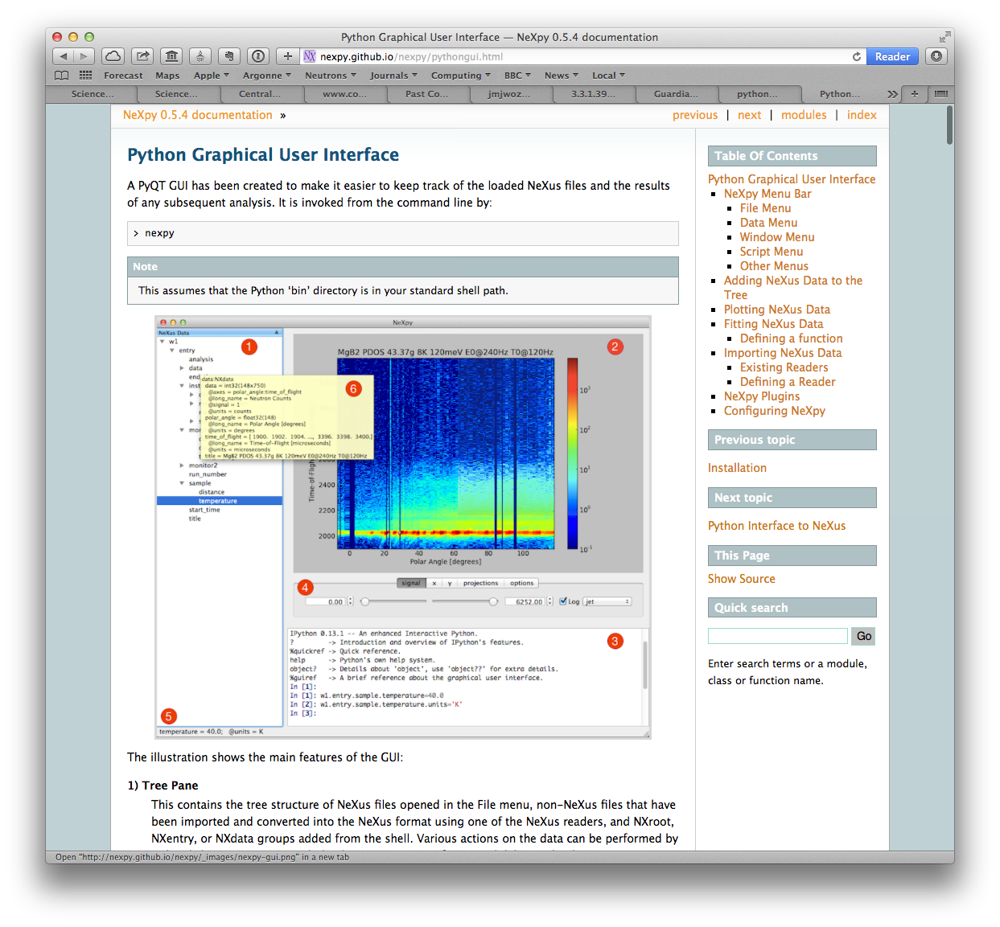 Python Graphical User Interface — NeXpy 0.5.4 documentation
nexpy.github.io/nexpy/pythongui.html
Reader
Forecast Maps Apple Argonne Neutrons Journals Computing BBC News Local
Science... Science... Central... www.co... Past Co... jmjwoz... 3.3.1.39... Guardia... python... Python...
NeXpy 0.5.4 documentation »
previous | next | modules | index
Python Graphical User Interface
A PyQT GUI has been created to make it easier to keep track of the loaded NeXus files and the results
of any subsequent analysis. It is invoked from the command line by:
> nexpy
Note
This assumes that the Python 'bin' directory is in your standard shell path.
NeXpy
NeXus Data
w1
entry
analysis
data
1
data:NXdata
data = int32(148x750)
@axes = polar_angle:time_of_flight
@long_name = Neutron Counts
@signal = 1
@units = counts
polar_angle = float32(148)
@long_name = Polar Angle [degrees]
@units = degrees
time_of_flight = [ 1900. 1902. 1904. ..., 3396. 3398. 3400.]
@long_name = Time-of-Flight [microseconds]
@units = microseconds
title = MgB2 PDOS 43.37g 8K 120meV E0@240Hz T0@120Hz
6
monitor2
run_number
sample
distance
temperature
start_time
title
2
MgB2 PDOS 43.37g 8K 120meV E0@240Hz T0@120Hz
2400
2200
2000
0 20 40 60 80 100
Polar Angle [degrees]
10³
10²
10¹
10⁰
10⁻¹
4
signal x y projections options
0.00
6252.00
Log
jet
3
IPython 0.13.1 -- An enhanced Interactive Python.
? -> Introduction and overview of IPython's features.
%quickref -> Quick reference.
help -> Python's own help system.
object? -> Details about 'object', use 'object??' for extra details.
%guiref -> A brief reference about the graphical user interface.
In [1]:
In [1]: w1.entry.sample.temperature=40.0
In [2]: w1.entry.sample.temperature.units='K'
In [3]:
5
temperature = 40.0; @units = K
The illustration shows the main features of the GUI:
1) Tree Pane
This contains the tree structure of NeXus files opened in the File menu, non-NeXus files that have
been imported and converted into the NeXus format using one of the NeXus readers, and NXroot,
NXentry, or NXdata groups added from the shell. Various actions on the data can be performed by
Table Of Contents
Python Graphical User Interface
NeXpy Menu Bar
File Menu
Data Menu
Window Menu
Script Menu
Other Menus
Adding NeXus Data to the
Tree
Plotting NeXus Data
Fitting NeXus Data
Defining a function
Importing NeXus Data
Existing Readers
Defining a Reader
NeXpy Plugins
Configuring NeXpy
Previous topic
Installation
Next topic
Python Interface to NeXus
This Page
Show Source
Quick search
Go
Enter search terms or a module,
class or function name.
Open "http://nexpy.github.io/nexpy/_images/nexpy-gui.png" in a new tab